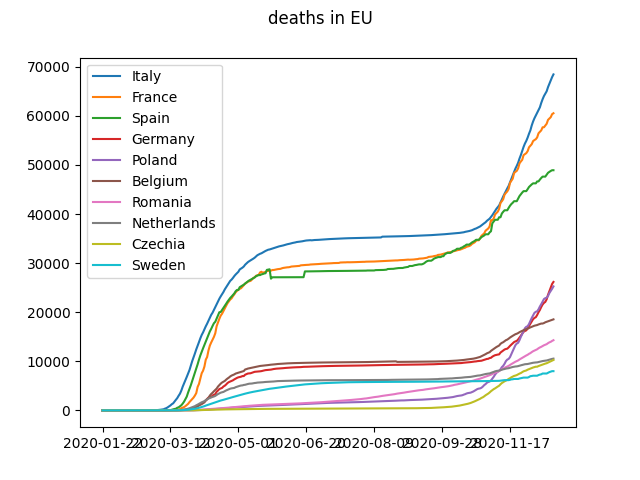 deaths in EU
70000
60000
50000
40000
30000
20000
10000
0
Italy
France
Spain
Germany
Poland
Belgium
Romania
Netherlands
Czechia
Sweden
2020-01-22
2020-03-12
2020-05-01
2020-06-20
2020-08-09
2020-09-28
2020-11-17